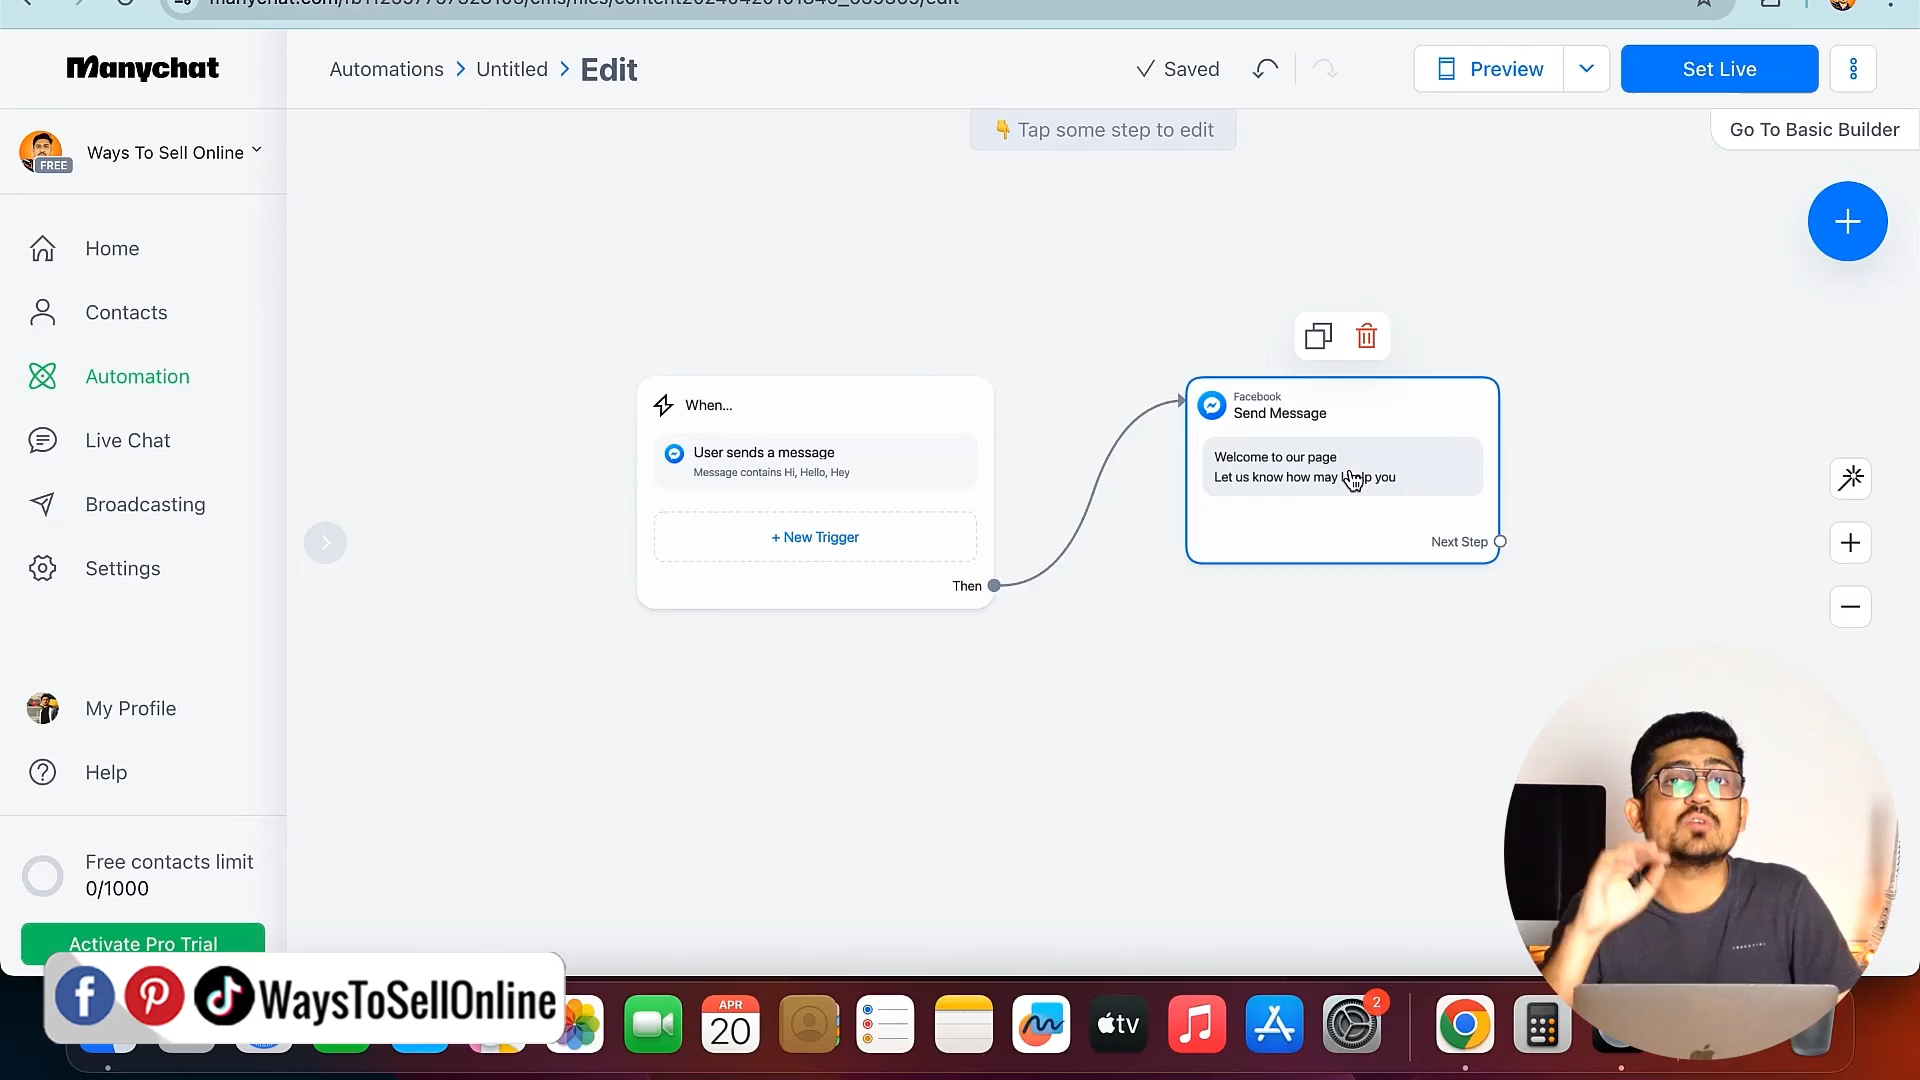 Manychat
Automations > Untitled > Edit
Saved
Preview
Set Live
FREE
Ways To Sell Online
👇 Tap some step to edit
Go To Basic Builder
Home
Contacts
Automation
Live Chat
Broadcasting
Settings
My Profile
Help
Free contacts limit
0/1000
Activate Pro Trial
When...
User sends a message
Message contains Hi, Hello, Hey
+ New Trigger
Then
Facebook
Send Message
Welcome to our page
Let us know how may help you
Next Step
WaysToSellOnline
APR
20
tv
2